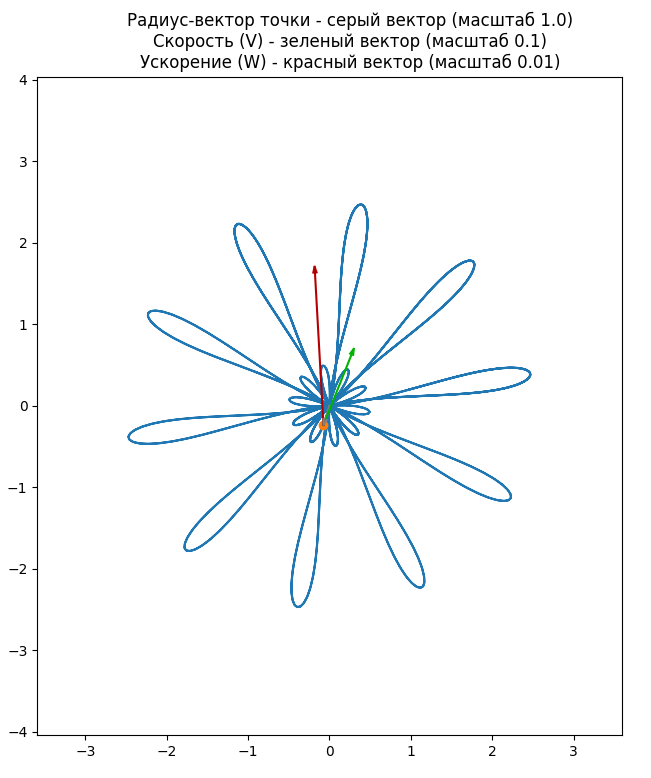 Радиус-вектор точки - серый вектор (масштаб 1.0)
Скорость (V) - зеленый вектор (масштаб 0.1)
Ускорение (W) - красный вектор (масштаб 0.01)
4
3
2
1
0
−1
−2
−3
−4
−3 −2 −1 0 1 2 3